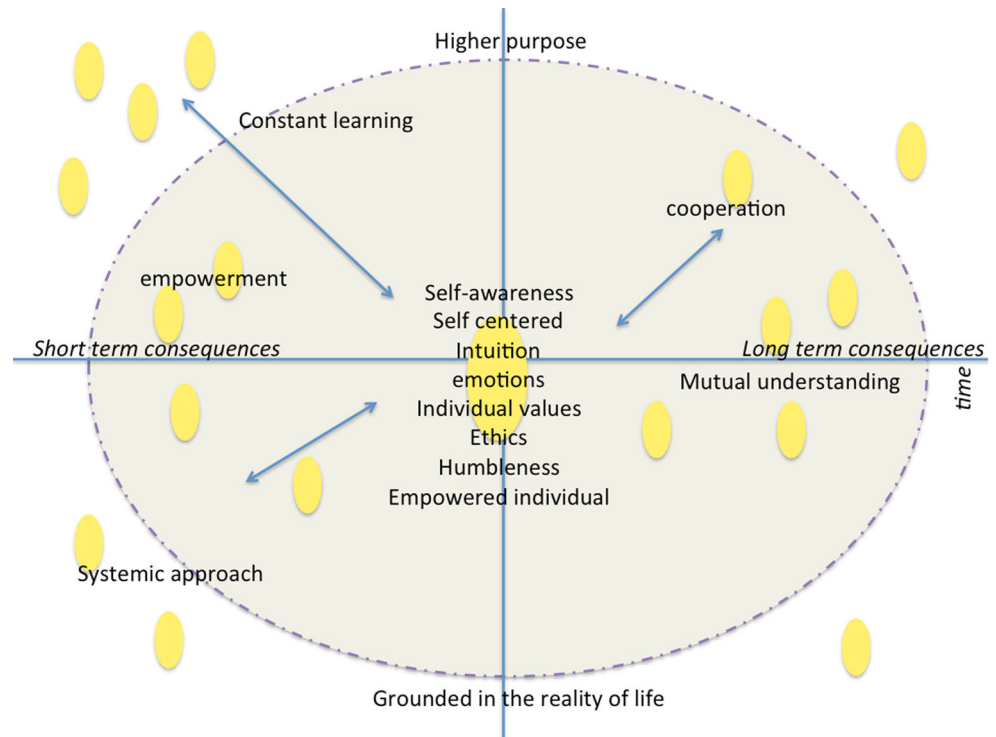 Higher purpose
Constant learning
cooperation
empowerment
Self-awareness
Self centered
Intuition
emotions
Individual values
Ethics
Humbleness
Empowered individual
Short term consequences
Long term consequences
time
Mutual understanding
Systemic approach
Grounded in the reality of life